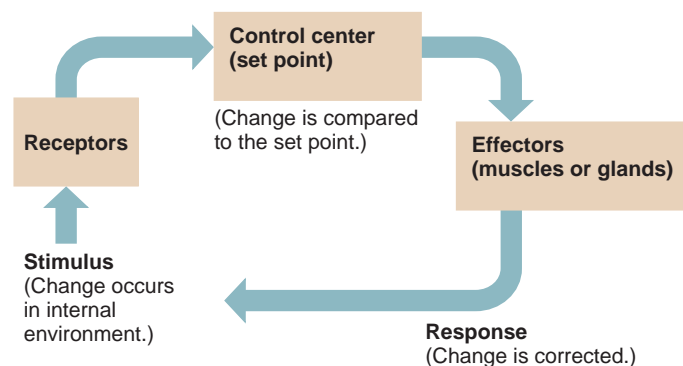 Control center
(set point)
(Change is compared
to the set point.)
Receptors
Effectors
(muscles or glands)
Stimulus
(Change occurs
in internal
environment.)
Response
(Change is corrected.)